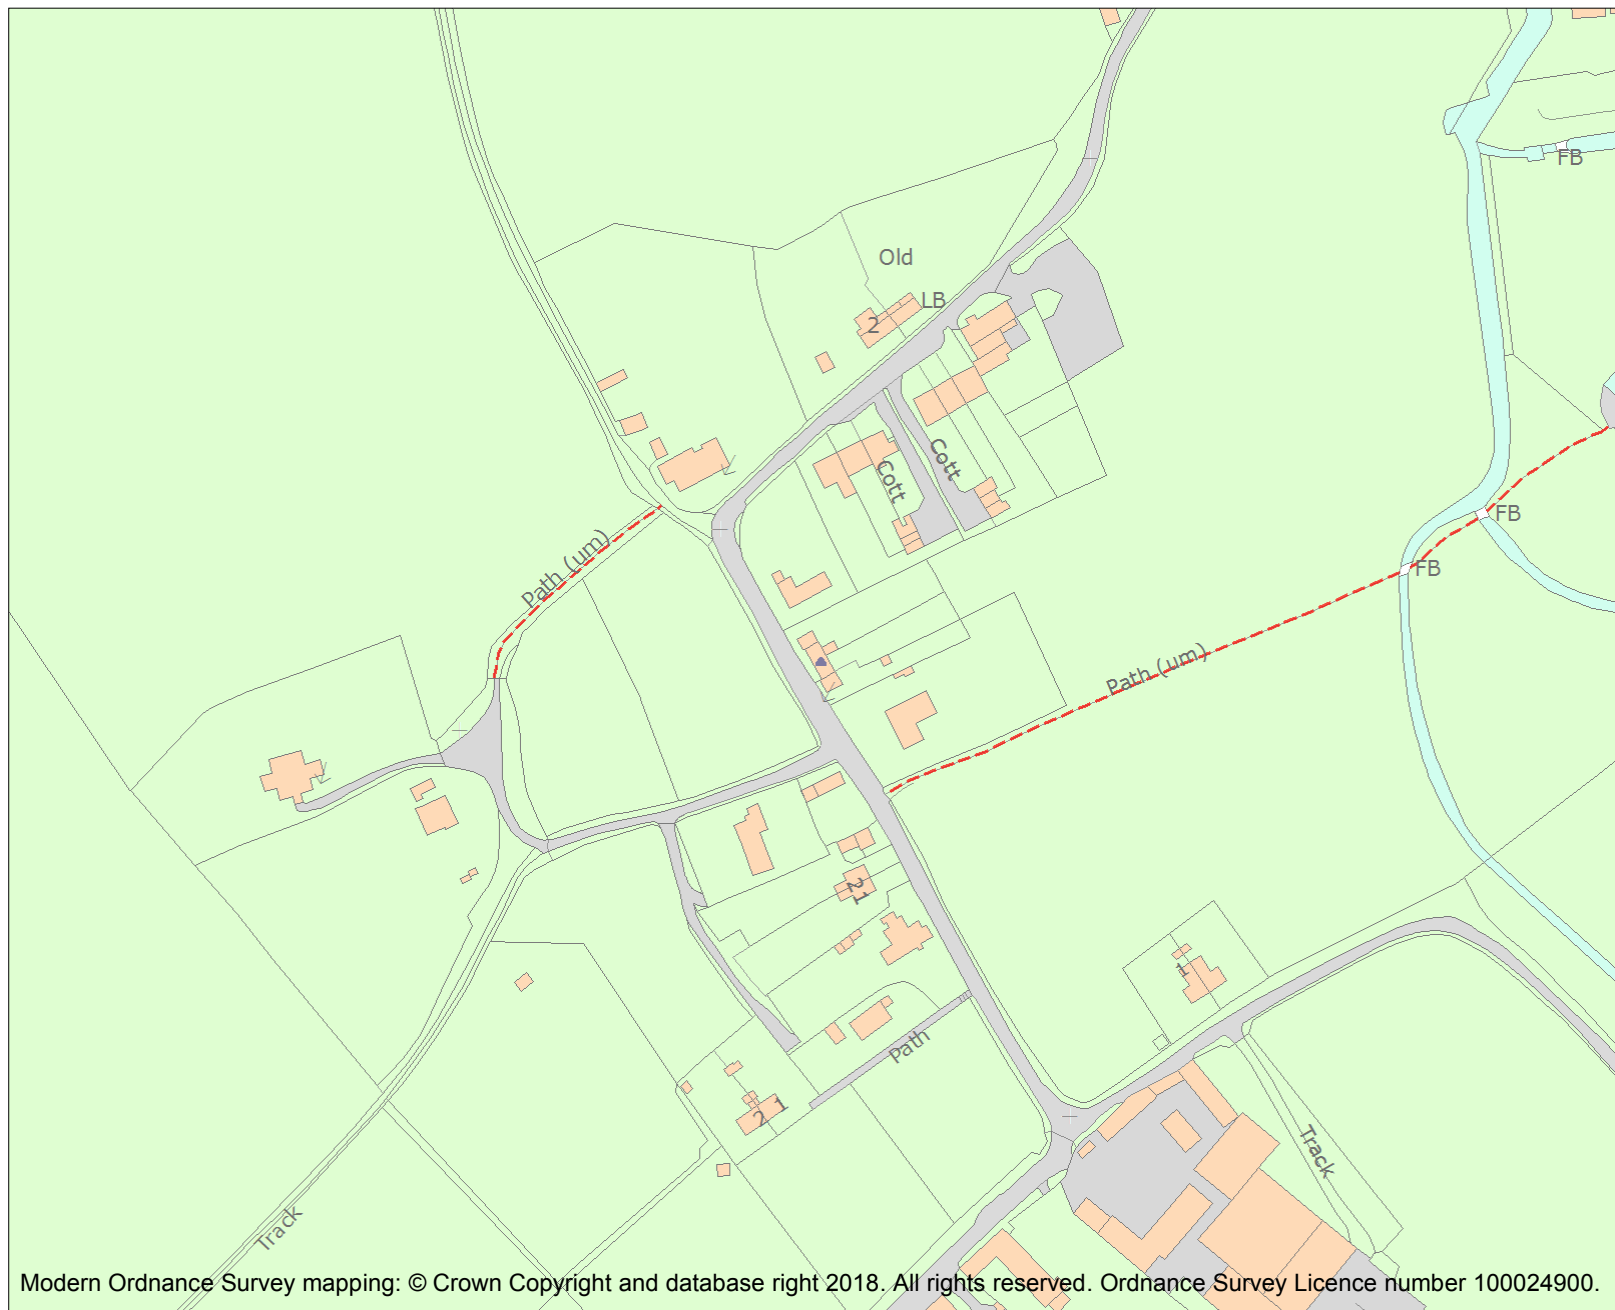 FB
Old
LB
2
Cott
Cott
FB
Path (um)
FB
Path (um)
21
1
Path
2 1
Track
Track
Modern Ordnance Survey mapping: © Crown Copyright and database right 2018. All rights reserved. Ordnance Survey Licence number 100024900.